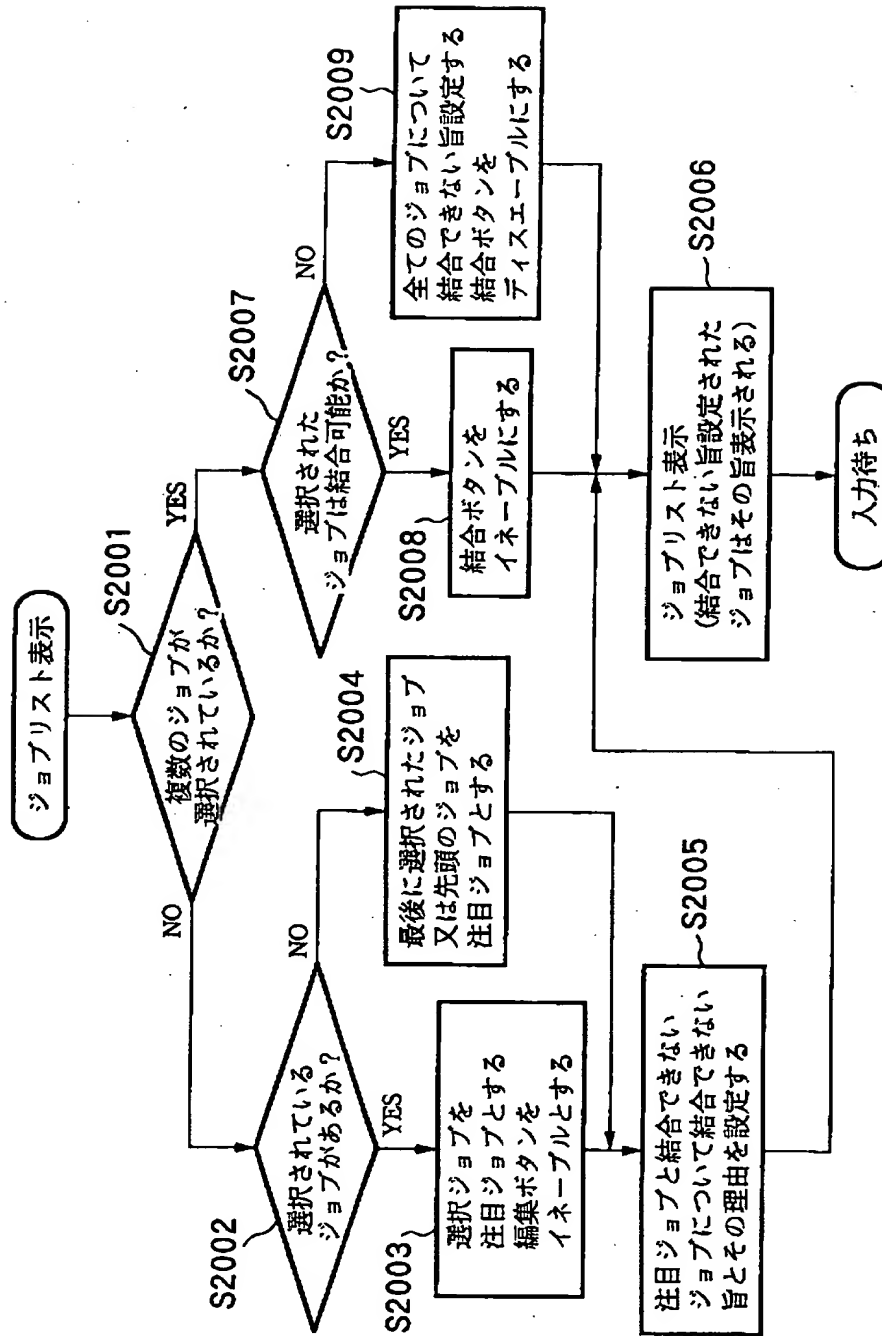 ジョブリスト表示
S2001
複数のジョブが
選択されているか?
NO
YES
S2002
選択されている
ジョブがあるか?
NO
YES
S2003
選択ジョブを
注目ジョブとする
編集ボタンを
イネーブルとする
S2004
最後に選択されたジョブ
又は先頭のジョブを
注目ジョブとする
S2005
注目ジョブと結合できない
ジョブについて結合できない
旨とその理由を設定する
S2007
選択された
ジョブは結合可能か?
NO
YES
S2008
結合ボタンを
イネーブルにする
S2009
全てのジョブについて
結合できない旨設定する
結合ボタンを
ディスエーブルにする
S2006
ジョブリスト表示
(結合できない旨設定された
ジョブはその旨表示される)
入力待ち